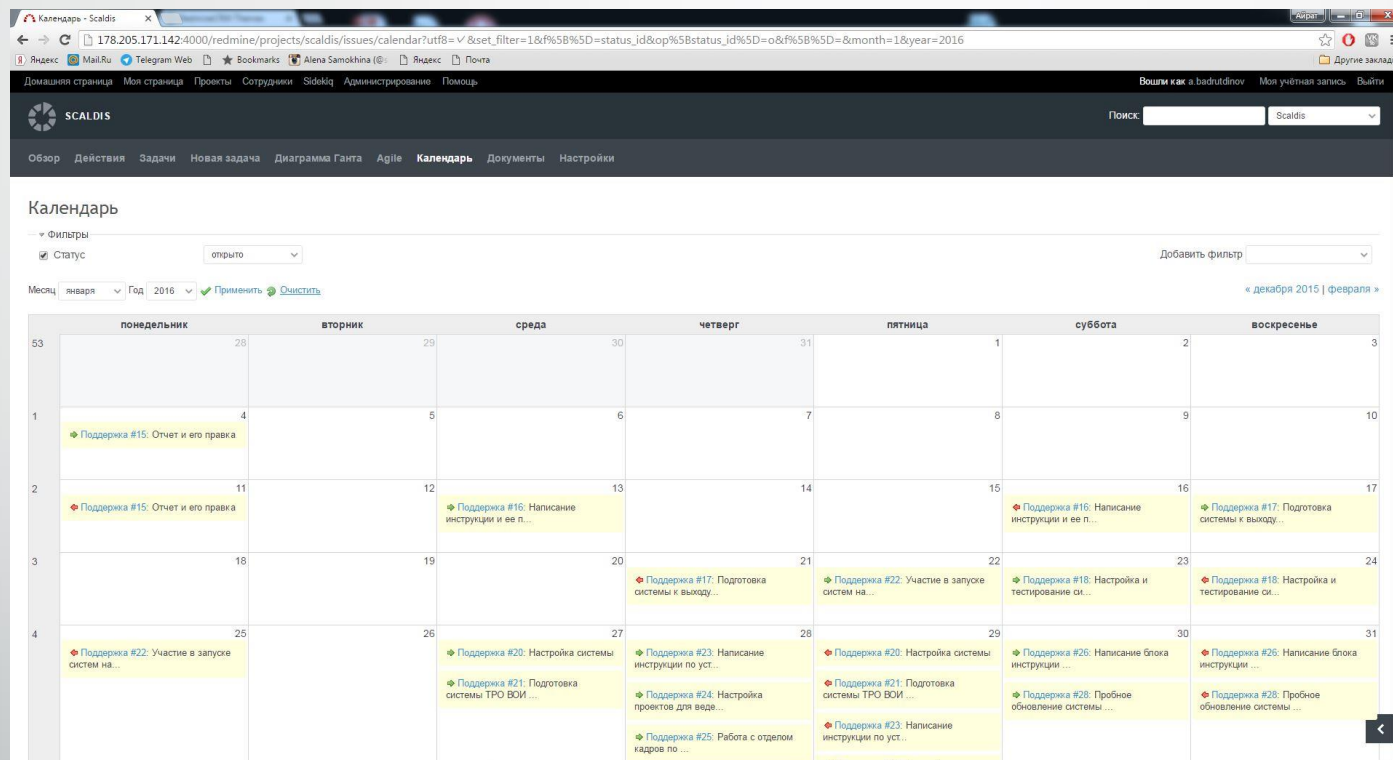 Календарь - Scaldis
Айрат
178.205.171.142:4000/redmine/projects/scaldis/issues/calendar?utf8=✓&set_filter=1&f%5B%5D=status_id&op%5Bstatus_id%5D=o&f%5B%5D=&month=1&year=2016
Яндекс Mail.Ru Telegram Web Bookmarks Alena Samokhina (@ Яндекс Почта Другие заклад
Домашняя страница Моя страница Проекты Сотрудники Sidekiq Администрирование Помощь Вошли как a.badrutdinov Моя учётная запись Выйти
SCALDIS Поиск: Scaldis
Обзор Действия Задачи Новая задача Диаграмма Ганта Agile Календарь Документы Настройки
Календарь
Фильтры
Статус открыто Добавить фильтр
Месяц января Год 2016 Применить Очистить « декабря 2015 | февраля »
понедельник вторник среда четверг пятница суббота воскресенье
53 28 29 30 31 1 2 3
1 4 5 6 7 8 9 10
Поддержка #15: Отчет и его правка
2 11 12 13 14 15 16 17
Поддержка #15: Отчет и его правка
Поддержка #16: Написание
инструкции и ее п...
Поддержка #16: Написание
инструкции и ее п...
Поддержка #17: Подготовка
системы к выходу...
3 18 19 20 21 22 23 24
Поддержка #17: Подготовка
системы к выходу...
Поддержка #22: Участие в запуске
систем на...
Поддержка #18: Настройка и
тестирование си...
Поддержка #18: Настройка и
тестирование си...
4 25 26 27 28 29 30 31
Поддержка #22: Участие в запуске
систем на...
Поддержка #20: Настройка системы
Поддержка #21: Подготовка
системы ТРО ВОИ ...
Поддержка #23: Написание
инструкции по уст...
Поддержка #24: Настройка
проектов для веде...
Поддержка #25: Работа с отделом
кадров по ...
Поддержка #20: Настройка системы
Поддержка #21: Подготовка
системы ТРО ВОИ ...
Поддержка #23: Написание
инструкции по уст...
Поддержка #26: Написание блока
инструкции ...
Поддержка #28: Пробное
обновление системы ...
Поддержка #26: Написание блока
инструкции ...
Поддержка #28: Пробное
обновление системы ...